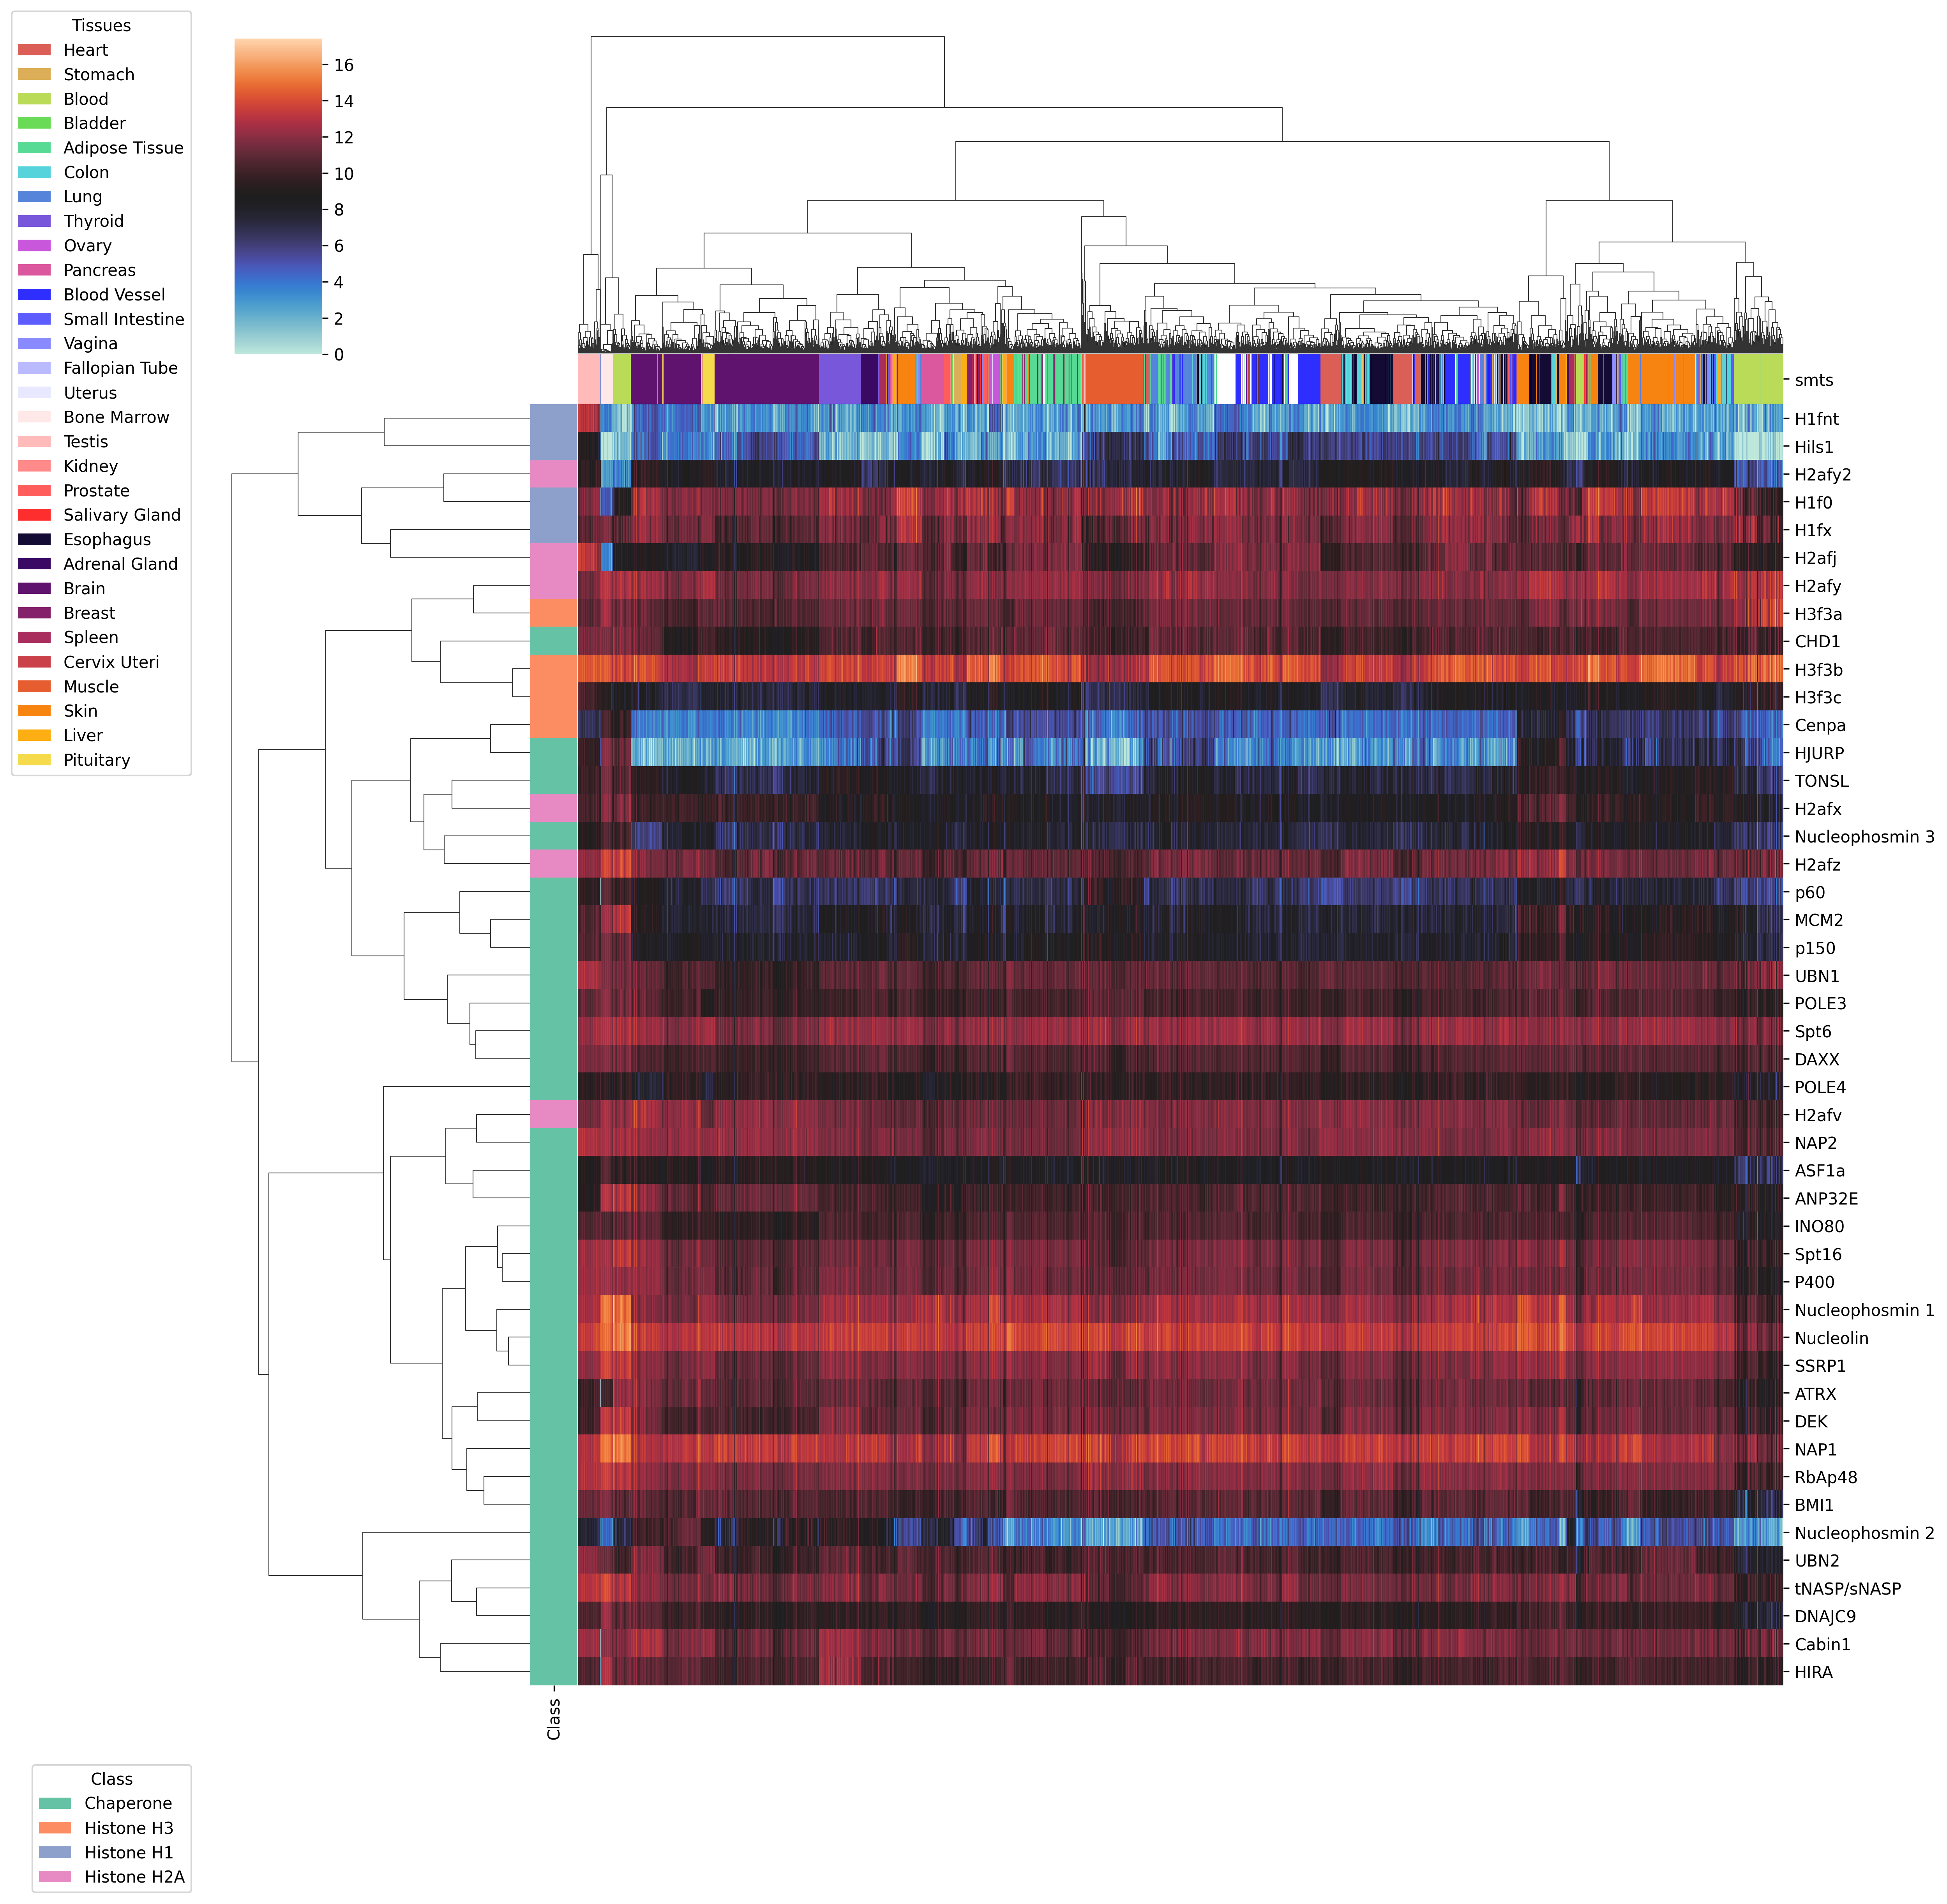 Tissues
Heart
Stomach
Blood
Bladder
Adipose Tissue
Colon
Lung
Thyroid
Ovary
Pancreas
Blood Vessel
Small Intestine
Vagina
Fallopian Tube
Uterus
Bone Marrow
Testis
Kidney
Prostate
Salivary Gland
Esophagus
Adrenal Gland
Brain
Breast
Spleen
Cervix Uteri
Muscle
Skin
Liver
Pituitary
16
14
12
10
8
6
4
2
0
smts
H1fnt
Hils1
H2afy2
H1f0
H1fx
H2afj
H2afy
H3f3a
CHD1
H3f3b
H3f3c
Cenpa
HJURP
TONSL
H2afx
Nucleophosmin 3
H2afz
p60
MCM2
p150
UBN1
POLE3
Spt6
DAXX
POLE4
H2afv
NAP2
ASF1a
ANP32E
INO80
Spt16
P400
Nucleophosmin 1
Nucleolin
SSRP1
ATRX
DEK
NAP1
RbAp48
BMI1
Nucleophosmin 2
UBN2
tNASP/sNASP
DNAJC9
Cabin1
HIRA
Class
Class
Chaperone
Histone H3
Histone H1
Histone H2A